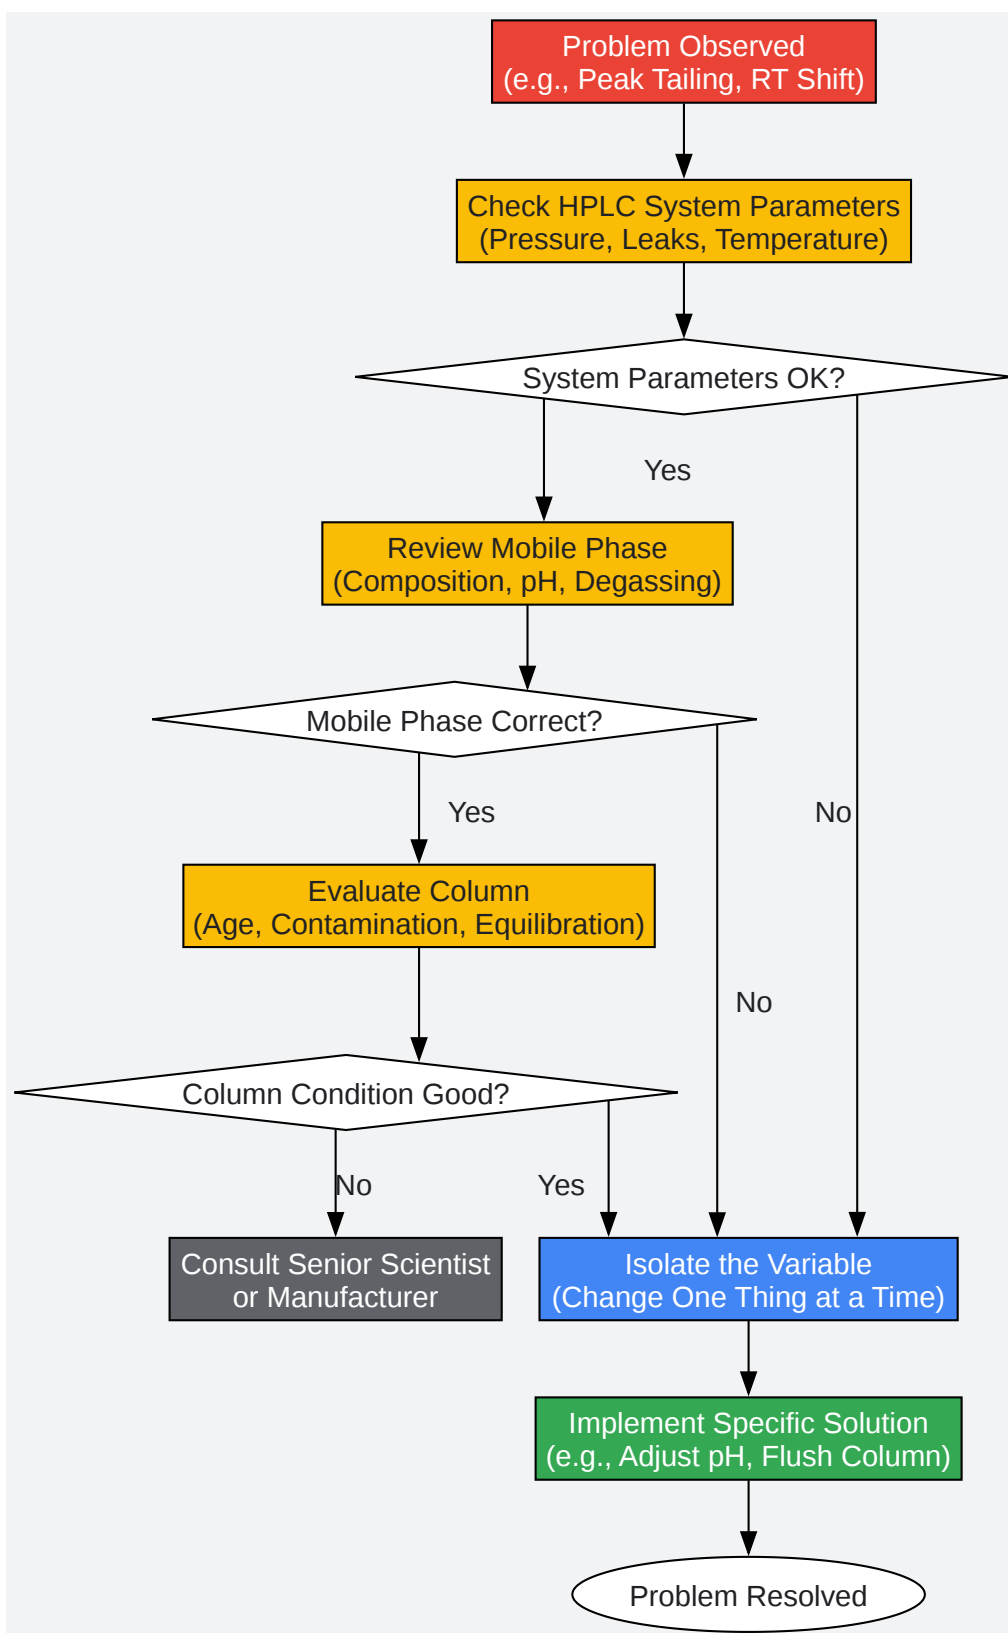 Problem Observed
(e.g., Peak Tailing, RT Shift)
Check HPLC System Parameters
(Pressure, Leaks, Temperature)
System Parameters OK?
Yes
Review Mobile Phase
(Composition, pH, Degassing)
Mobile Phase Correct?
Yes
No
Evaluate Column
(Age, Contamination, Equilibration)
No
Column Condition Good?
No
Yes
Consult Senior Scientist
or Manufacturer
Isolate the Variable
(Change One Thing at a Time)
Implement Specific Solution
(e.g., Adjust pH, Flush Column)
Problem Resolved